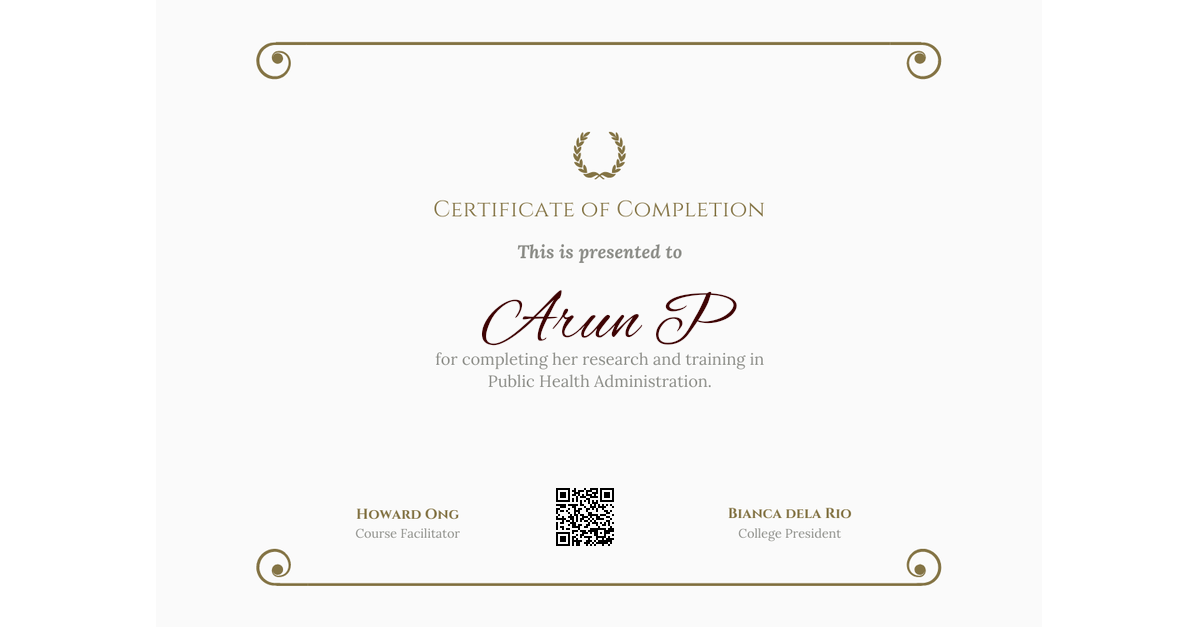 Certificate of Completion
This is presented to
Arun P
for completing her research and training in
Public Health Administration.
Howard Ong
Course Facilitator
Bianca dela Rio
College President